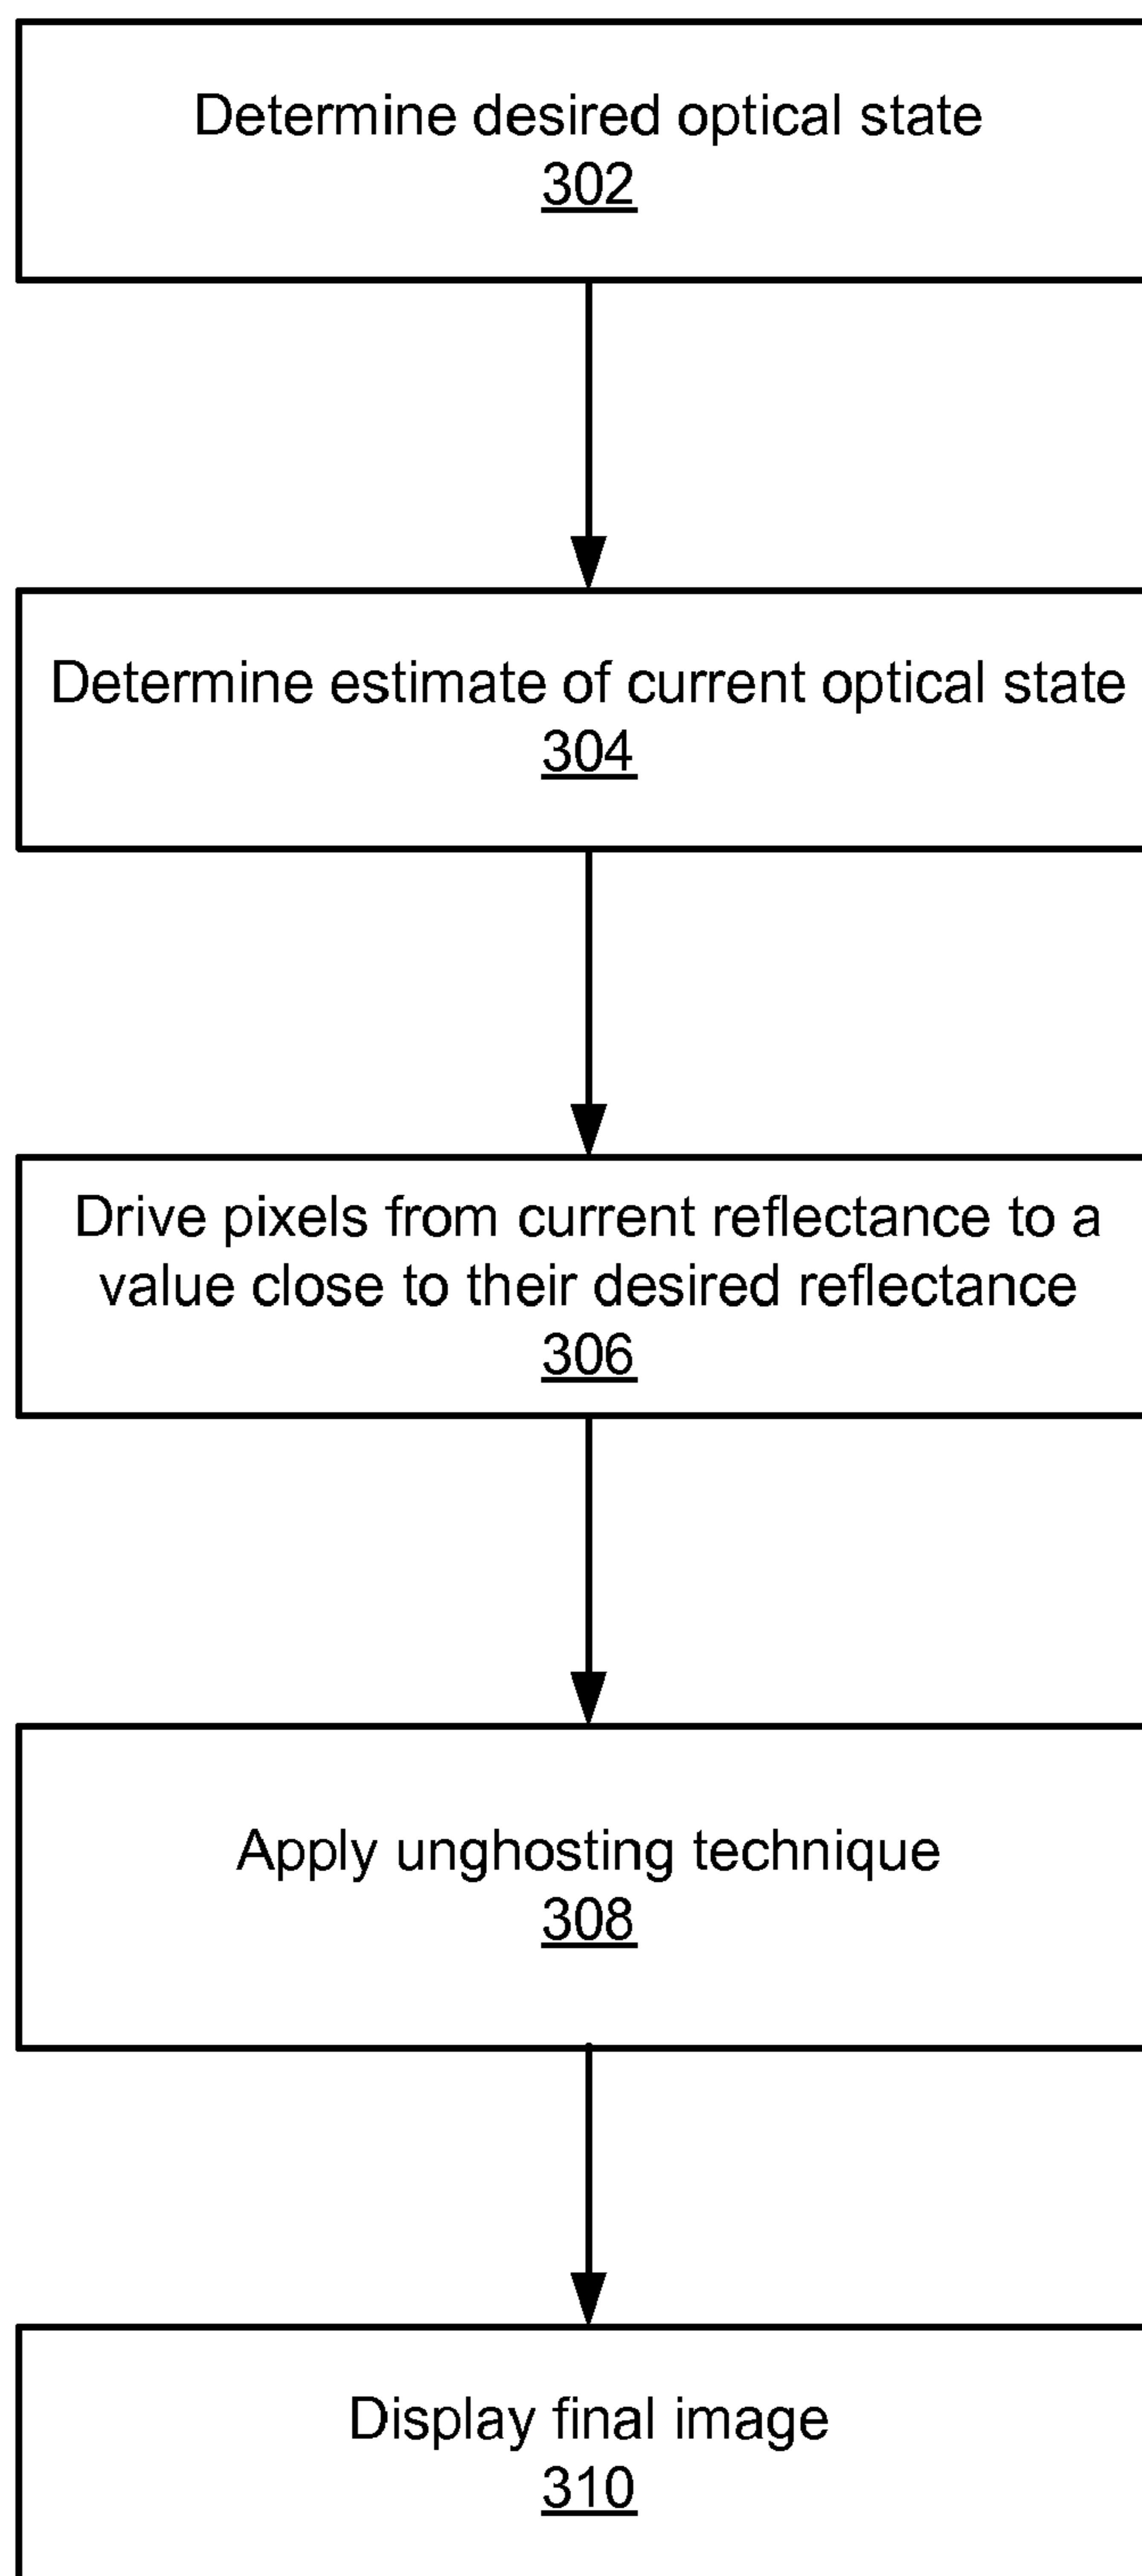 Determine desired optical state
302
Determine estimate of current optical state
304
Drive pixels from current reflectance to a
value close to their desired reflectance
306
Apply unghosting technique
308
Display final image
310